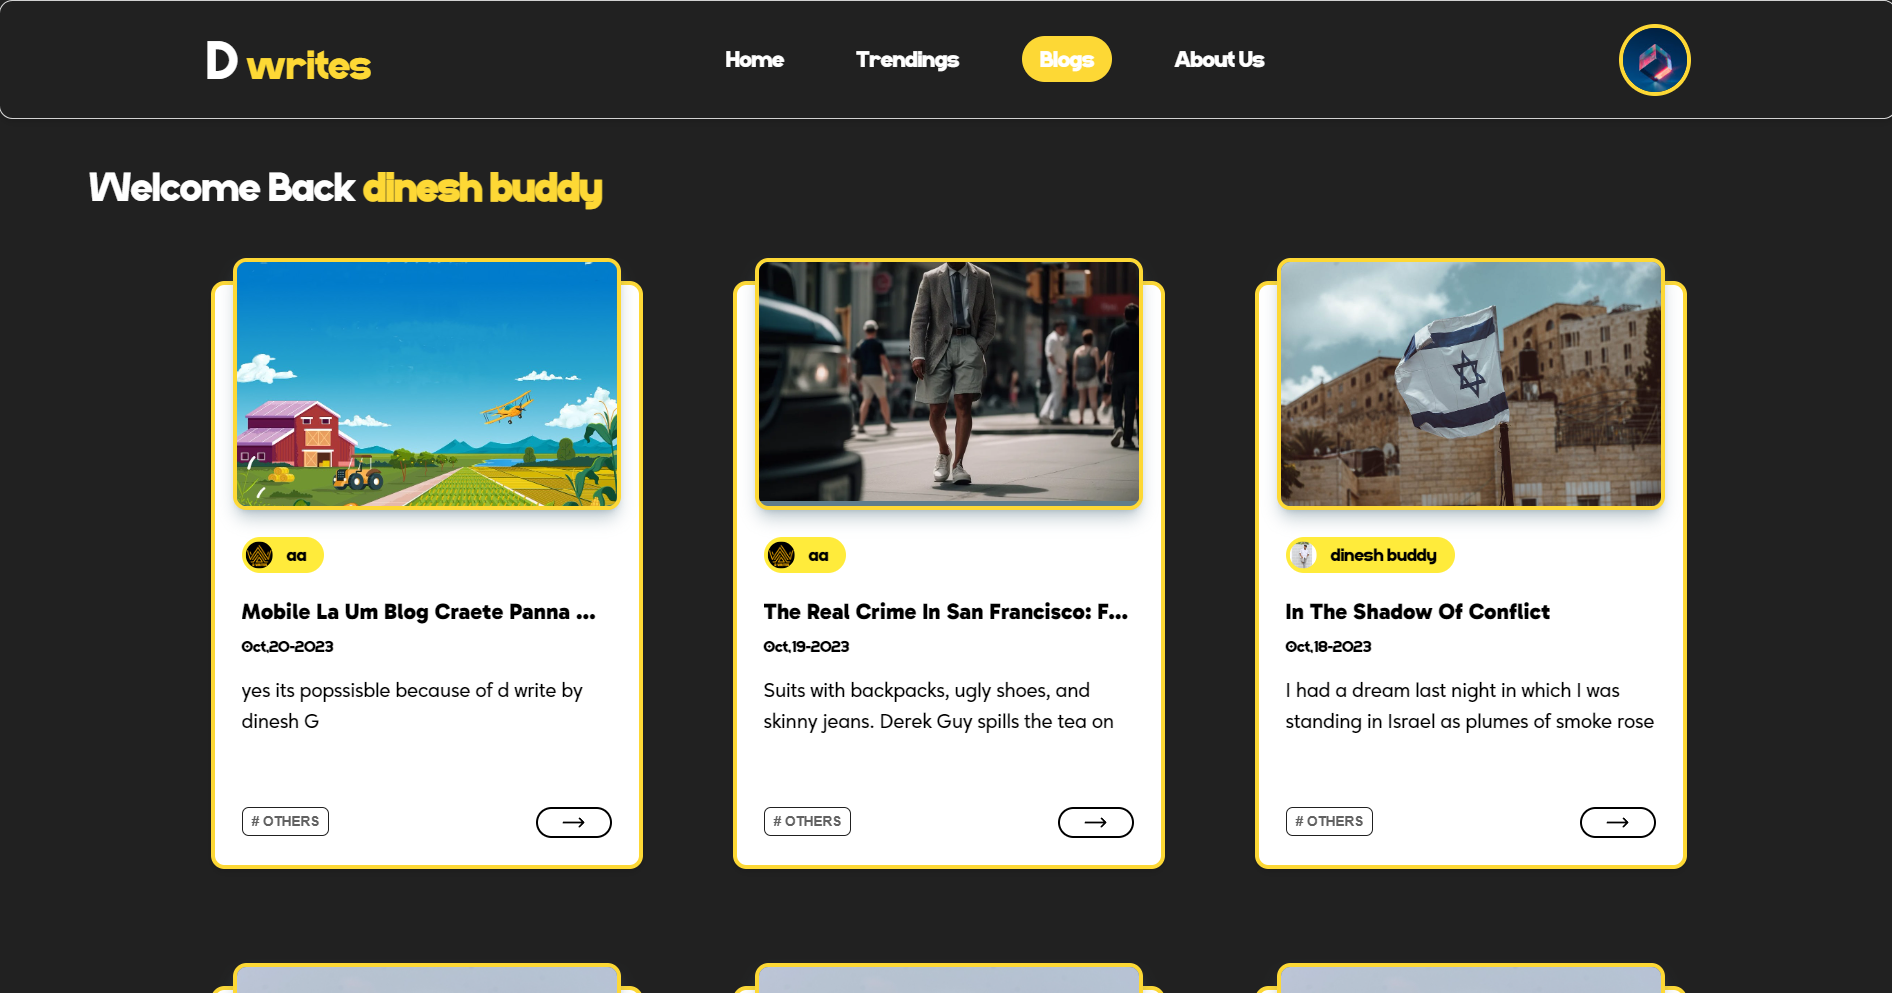 D writes
Home
Trendings
Blogs
About Us
Welcome Back dinesh buddy
aa
Mobile La Um Blog Craete Panna ...
Oct,20-2023
yes its popssisble because of d write by
dinesh G
# OTHERS
aa
The Real Crime In San Francisco: F...
Oct,19-2023
Suits with backpacks, ugly shoes, and
skinny jeans. Derek Guy spills the tea on
# OTHERS
dinesh buddy
In The Shadow Of Conflict
Oct,18-2023
I had a dream last night in which I was
standing in Israel as plumes of smoke rose
# OTHERS